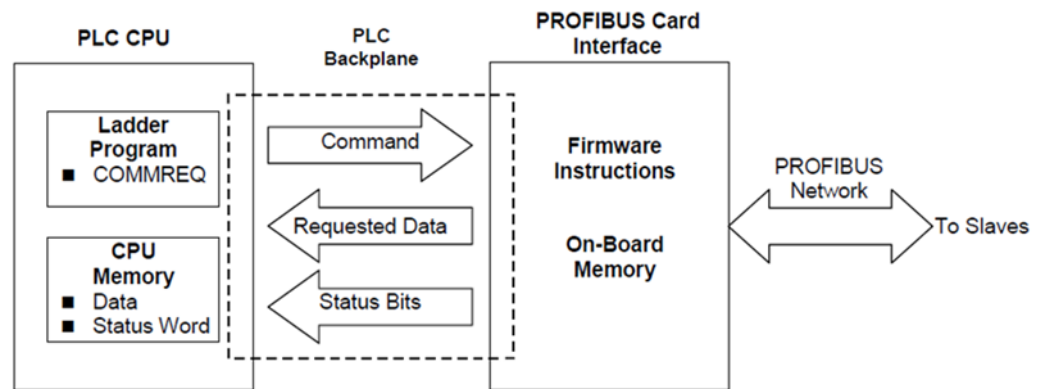 PLC CPU
PLC
Backplane
PROFIBUS Card
Interface
Ladder
Program
■ COMMREQ
CPU
Memory
■ Data
■ Status Word
Command
Requested Data
Status Bits
Firmware
Instructions
On-Board
Memory
PROFIBUS
Network
To Slaves